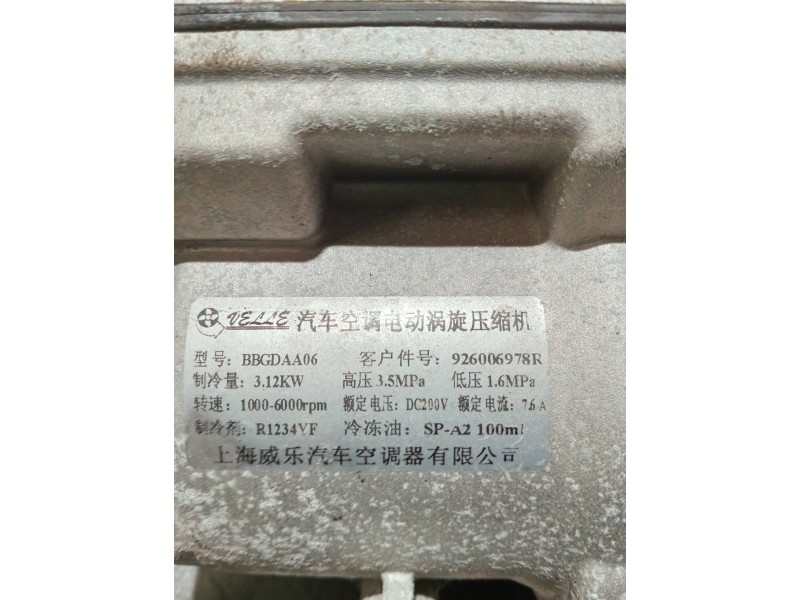 VELLE 汽车空调电动涡旋压缩机
型号: BBGDAA06 客户件号: 926006978R
制冷量: 3.12KW 高压 3.5MPa 低压 1.6MPa
转速: 1000-6000rpm 额定电压: DC200V 额定电流: 7.6A
制冷剂: R1234YF 冷冻油: SP-A2 100ml
上海威乐汽车空调器有限公司